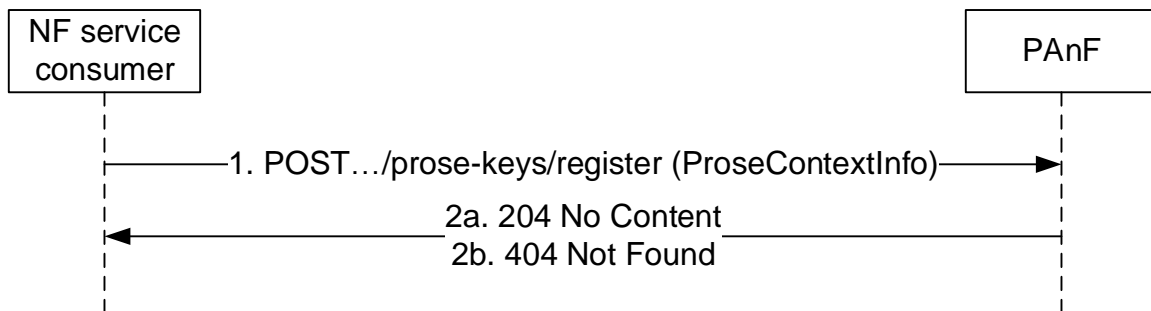 NF service
consumer
PAnF
1. POST…/prose-keys/register (ProseContextInfo)
2a. 204 No Content
2b. 404 Not Found